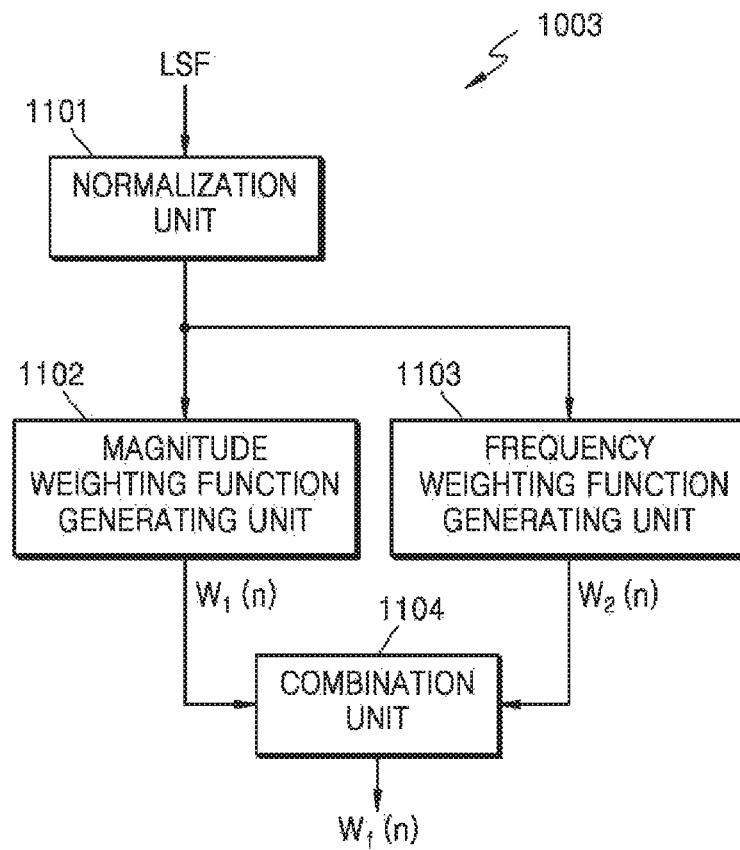 1003
LSF
1101
NORMALIZATION
UNIT
1102
MAGNITUDE
WEIGHTING FUNCTION
GENERATING UNIT
1103
FREQUENCY
WEIGHTING FUNCTION
GENERATING UNIT
W₁ (n)
W₂ (n)
1104
COMBINATION
UNIT
W_f (n)